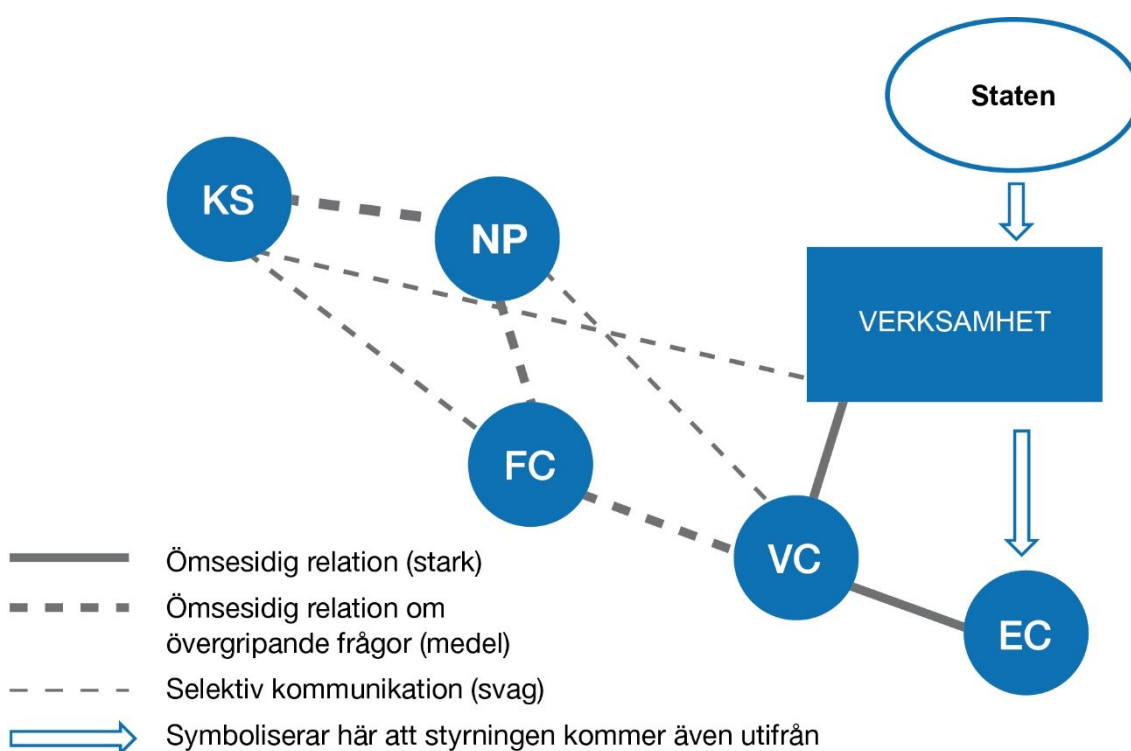 Staten
KS
NP
VERKSAMHET
FC
VC
EC
Ömsesidig relation (stark)
Ömsesidig relation om
övergripande frågor (medel)
Selektiv kommunikation (svag)
Symboliserar här att styrningen kommer även utifrån